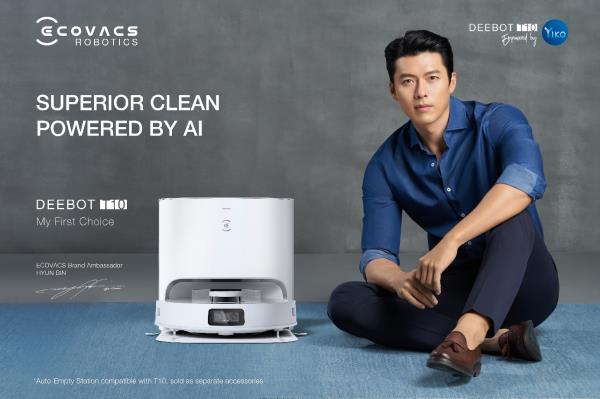 ECOVACS
ROBOTICS
DEEBOT T10
Empowered by YIKO
SUPERIOR CLEAN
POWERED BY AI
DEEBOT T10
My First Choice
ECOVACS Brand Ambassador
HYUN BIN
*Auto-Empty Station compatible with T10, sold as separate accessories